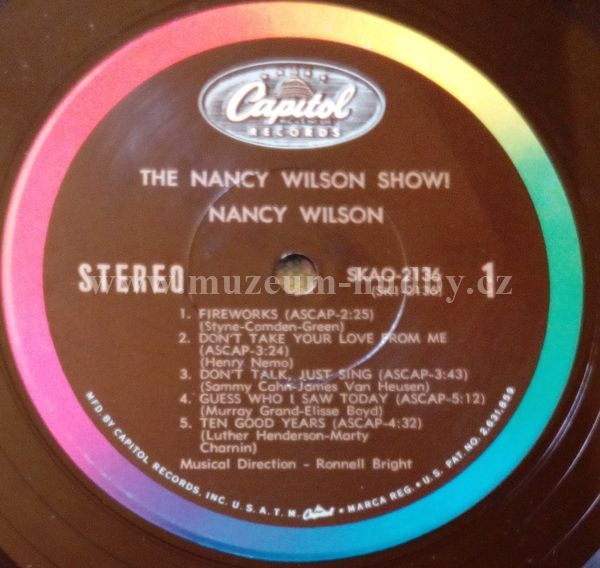 Capitol
RECORDS
THE NANCY WILSON SHOW!
NANCY WILSON
STEREO
SKAO-2136
1
www.muzeum-hudby.cz
1. FIREWORKS (ASCAP-2:25)
(Styne-Comden-Green)
2. DON'T TAKE YOUR LOVE FROM ME
(ASCAP-3:24)
(Henry Nemo)
3. DON'T TALK, JUST SING (ASCAP-3:43)
(Sammy Cahn-James Van Heusen)
4. GUESS WHO I SAW TODAY (ASCAP-5:12)
(Murray Grand-Elisse Boyd)
5. TEN GOOD YEARS (ASCAP-4:32)
(Luther Henderson-Marty
Charnin)
Musical Direction - Ronnell Bright
MFD. BY CAPITOL RECORDS, INC. U.S.A. T.M. Capitol MARCA REG. • U.S. PAT. NO. 2,631,859